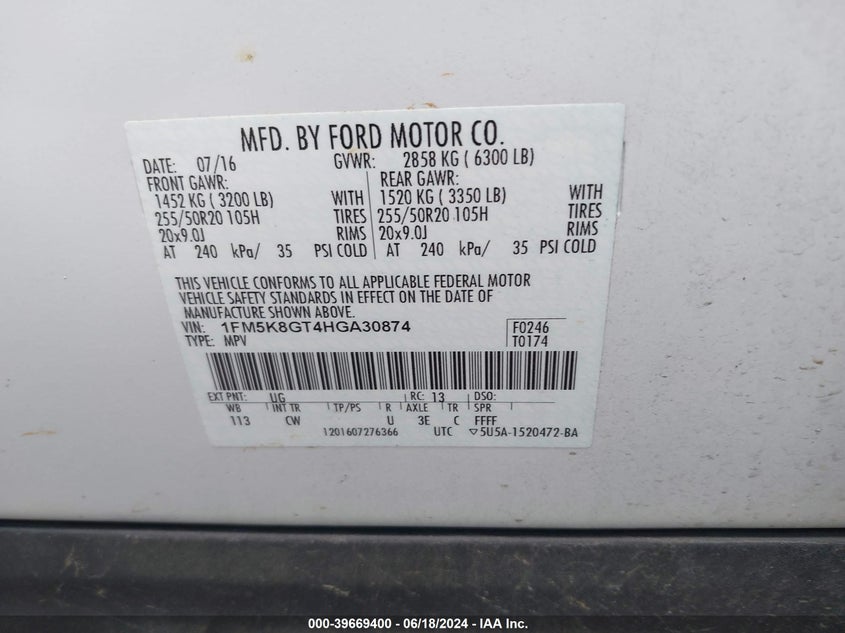 MFD. BY FORD MOTOR CO.
DATE: 07/16 GVWR: 2858 KG ( 6300 LB)
FRONT GAWR: REAR GAWR:
1452 KG ( 3200 LB) WITH 1520 KG ( 3350 LB) WITH
255/50R20 105H TIRES 255/50R20 105H TIRES
20x9.0J RIMS 20x9.0J RIMS
AT 240 kPa/ 35 PSI COLD AT 240 kPa/ 35 PSI COLD
THIS VEHICLE CONFORMS TO ALL APPLICABLE FEDERAL MOTOR
VEHICLE SAFETY STANDARDS IN EFFECT ON THE DATE OF
MANUFACTURE SHOWN ABOVE.
VIN: 1FM5K8GT4HGA30874 F0246
TYPE: MPV T0174
EXT PNT: UG RC: 13 DSO:
WB INT TR TP/PS R AXLE TR SPR
113 CW U 3E C FFFF
1201607276366 UTC ▽5U5A-1520472-BA
000-39669400 - 06/18/2024 - IAA Inc.